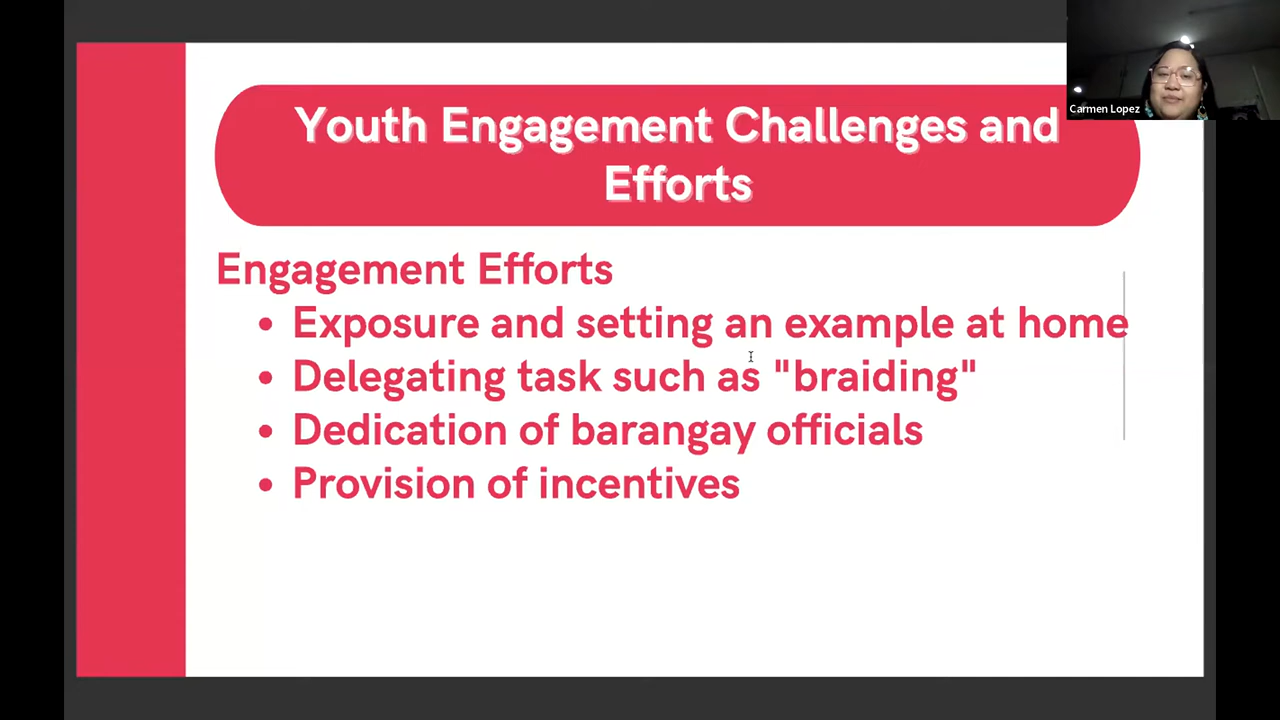 Youth Engagement Challenges and
Efforts
Carmen Lopez
Engagement Efforts
• Exposure and setting an example at home
• Delegating task such as "braiding"
• Dedication of barangay officials
• Provision of incentives